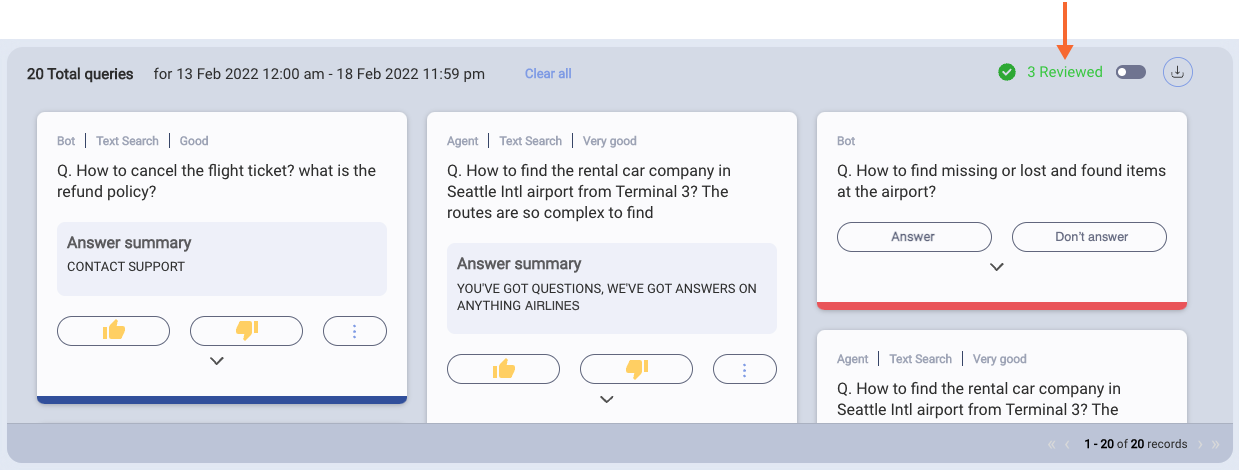 20 Total queries for 13 Feb 2022 12:00 am - 18 Feb 2022 11:59 pm Clear all 3 Reviewed
Bot | Text Search | Good
Q. How to cancel the flight ticket? what is the
refund policy?
Answer summary
CONTACT SUPPORT
Agent | Text Search | Very good
Q. How to find the rental car company in
Seattle Intl airport from Terminal 3? The
routes are so complex to find
Answer summary
YOU'VE GOT QUESTIONS, WE'VE GOT ANSWERS ON
ANYTHING AIRLINES
Bot
Q. How to find missing or lost and found items
at the airport?
Answer Don't answer
Agent | Text Search | Very good
Q. How to find the rental car company in
Seattle Intl airport from Terminal 3? The
« ‹ 1 - 20 of 20 records › »